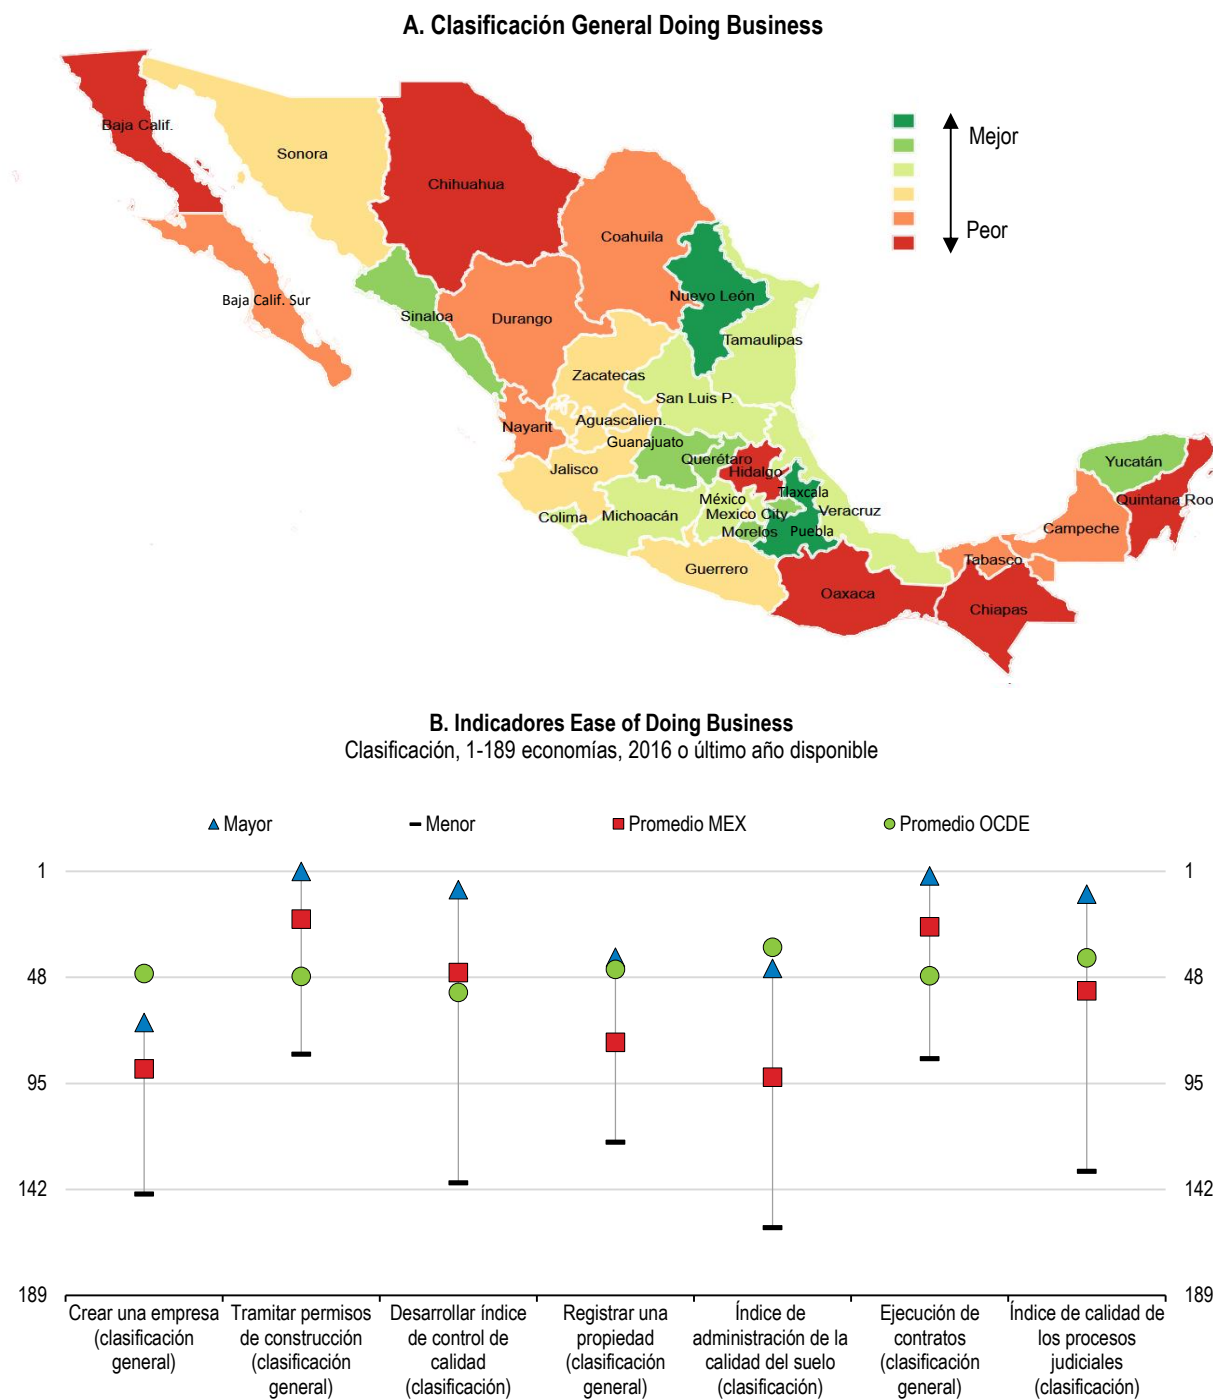 A. Clasificación General Doing Business
Mejor
Peor
Baja Calif.
Sonora
Chihuahua
Coahuila
Baja Calif. Sur
Sinaloa
Durango
Nuevo León
Tamaulipas
Zacatecas
San Luis P.
Nayarit
Aguascalien.
Guanajuato
Jalisco
Querétaro
Hidalgo
Yucatán
Colima
Michoacán
México
Tlaxcala
Quintana Roo
Mexico City
Veracruz
Morelos
Puebla
Campeche
Guerrero
Tabasco
Oaxaca
Chiapas
B. Indicadores Ease of Doing Business
Clasificación, 1-189 economías, 2016 o último año disponible
Mayor
Menor
Promedio MEX
Promedio OCDE
1
1
48
48
95
95
142
142
189
189
Crear una empresa
(clasificación
general)
Tramitar permisos
de construcción
(clasificación
general)
Desarrollar índice
de control de
calidad
(clasificación)
Registrar una
propiedad
(clasificación
general)
Índice de
administración de la
calidad del suelo
(clasificación)
Ejecución de
contratos
(clasificación
general)
Índice de calidad de
los procesos
judiciales
(clasificación)